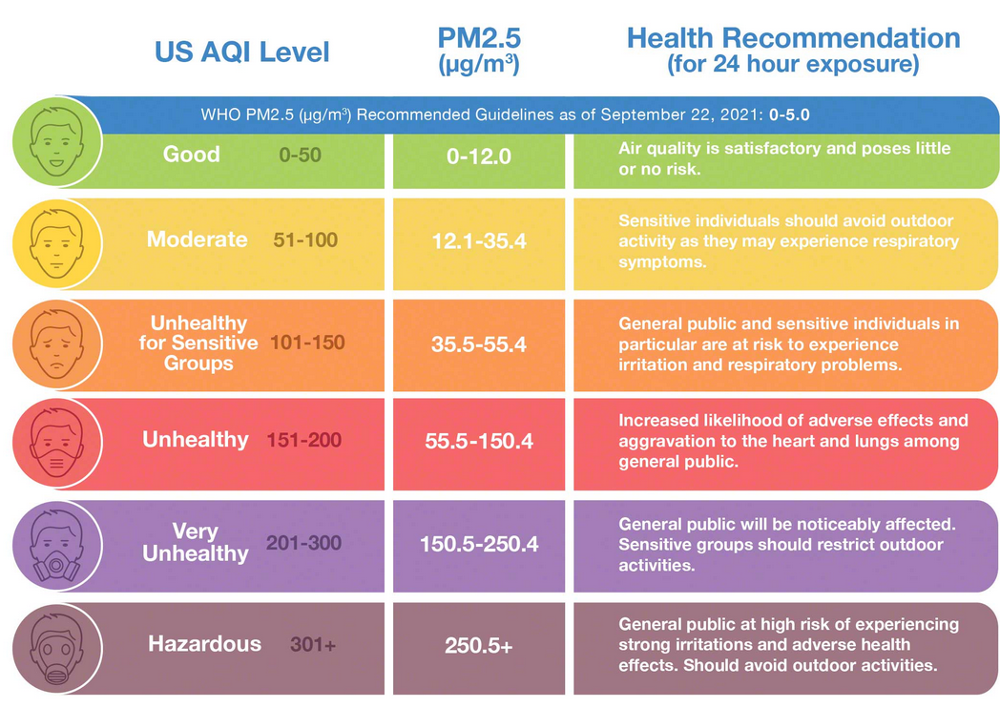 US AQI Level
PM2.5
(µg/m³)
Health Recommendation
(for 24 hour exposure)
WHO PM2.5 (µg/m³) Recommended Guidelines as of September 22, 2021: 0-5.0
Good
0-50
0-12.0
Air quality is satisfactory and poses little
or no risk.
Moderate
51-100
12.1-35.4
Sensitive individuals should avoid outdoor
activity as they may experience respiratory
symptoms.
Unhealthy
for Sensitive
Groups
101-150
35.5-55.4
General public and sensitive individuals in
particular are at risk to experience
irritation and respiratory problems.
Unhealthy
151-200
55.5-150.4
Increased likelihood of adverse effects and
aggravation to the heart and lungs among
general public.
Very
Unhealthy
201-300
150.5-250.4
General public will be noticeably affected.
Sensitive groups should restrict outdoor
activities.
Hazardous
301+
250.5+
General public at high risk of experiencing
strong irritations and adverse health
effects. Should avoid outdoor activities.